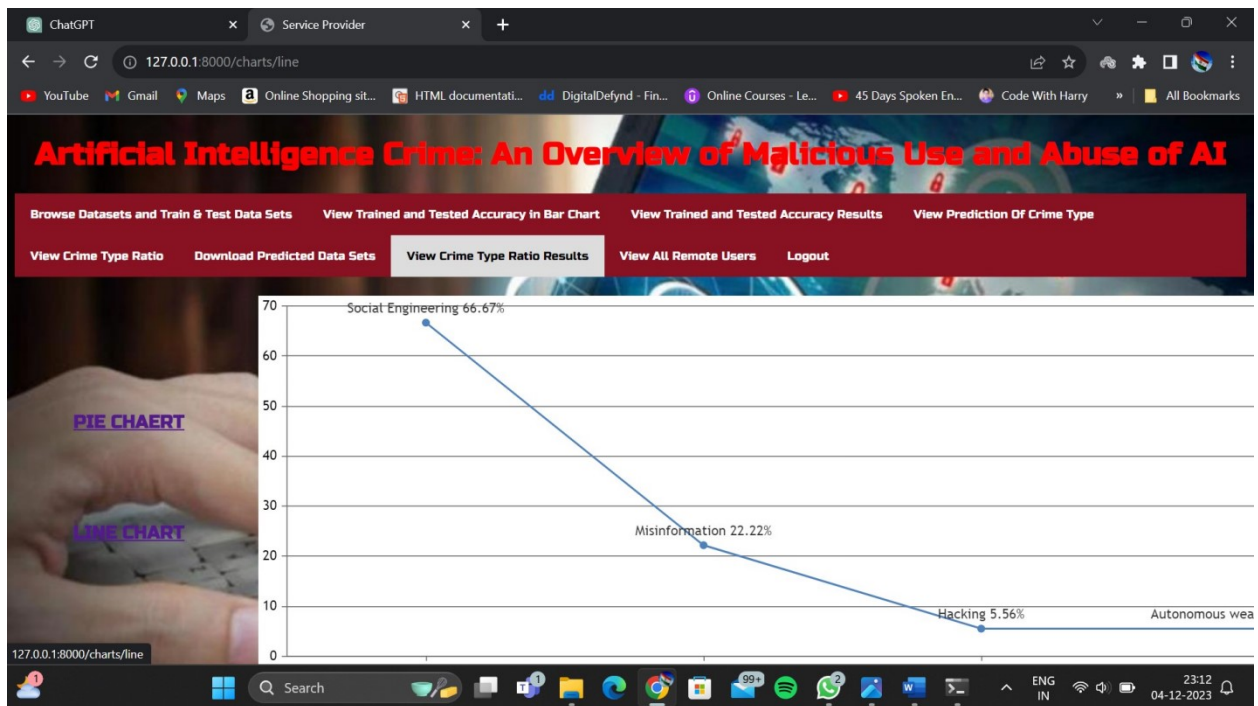 ChatGPT
Service Provider
127.0.0.1:8000/charts/line
YouTube Gmail Maps Online Shopping sit... HTML documentati... DigitalDefynd - Fin... Online Courses - Le... 45 Days Spoken En... Code With Harry » All Bookmarks
Artificial Intelligence Crime: An Overview of Malicious Use and Abuse of AI
Browse Datasets and Train & Test Data Sets View Trained and Tested Accuracy in Bar Chart View Trained and Tested Accuracy Results View Prediction Of Crime Type
View Crime Type Ratio Download Predicted Data Sets View Crime Type Ratio Results View All Remote Users Logout
70
Social Engineering 66.67%
60
50
PIE CHAERT
40
30
LINE CHART
Misinformation 22.22%
20
10
Hacking 5.56%
Autonomous wea
0
127.0.0.1:8000/charts/line
1
Search
1
99+
2
ENG
IN
23:12
04-12-2023